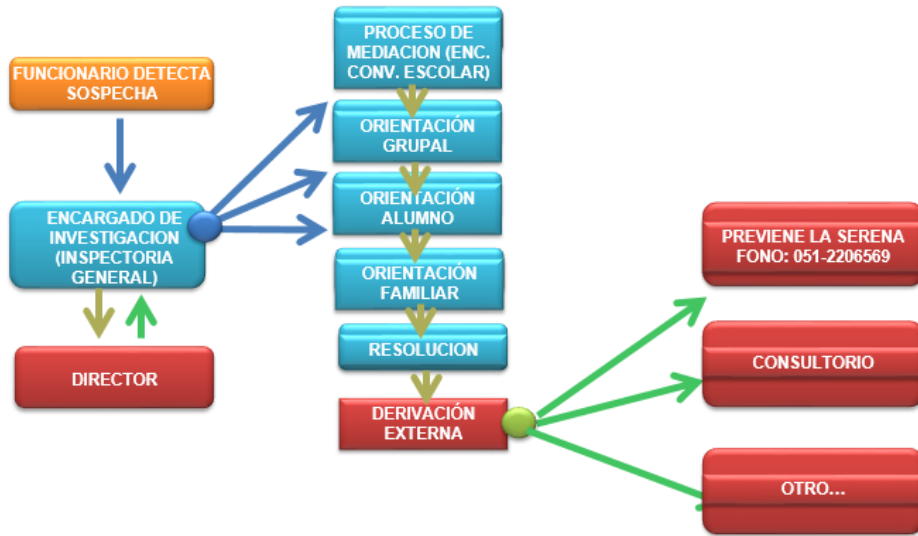 FUNCIONARIO DETECTA
SOSPECHA
ENCARGADO DE
INVESTIGACION
(INSPECTORIA
GENERAL)
DIRECTOR
PROCESO DE
MEDIACION (ENC.
CONV. ESCOLAR)
ORIENTACIÓN
GRUPAL
ORIENTACIÓN
ALUMNO
ORIENTACIÓN
FAMILIAR
RESOLUCION
DERIVACIÓN
EXTERNA
PREVIENE LA SERENA
FONO: 051-2206569
CONSULTORIO
OTRO...